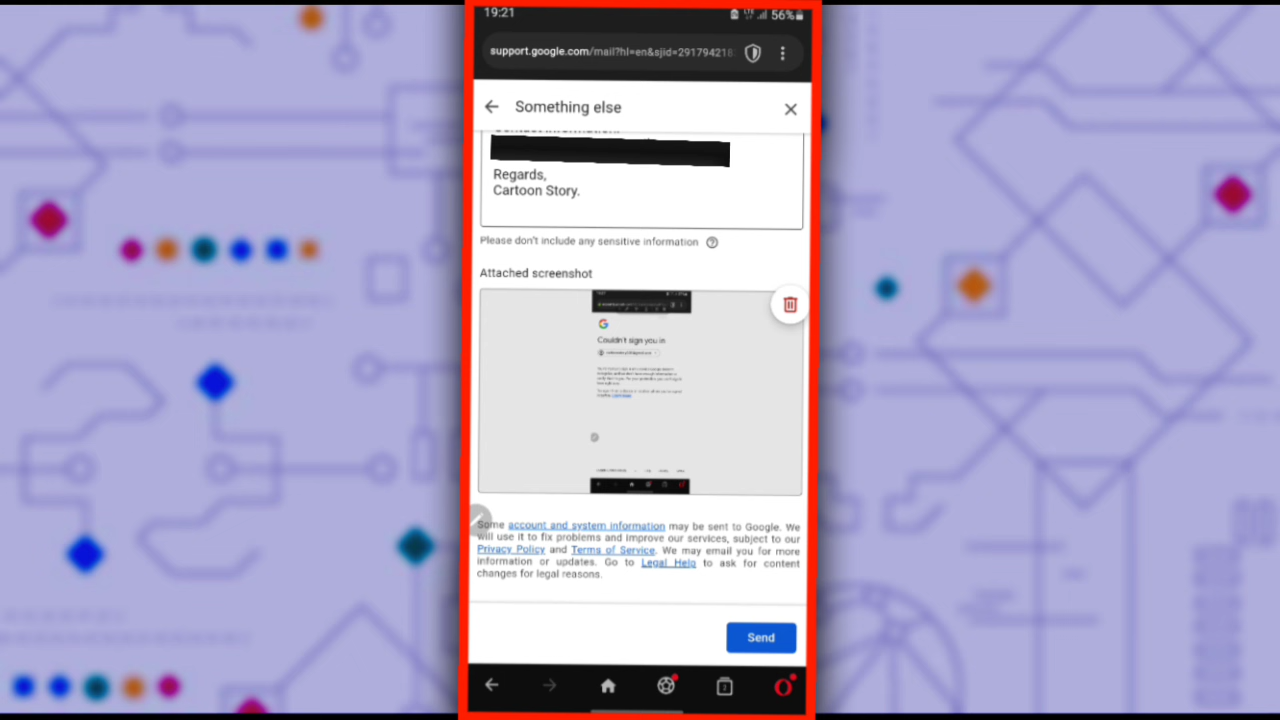 19:21
LTE
56%
support.google.com/mail?hl=en&sjid=291794218
Something else
Contact Information:
Regards,
Cartoon Story.
Please don't include any sensitive information
Attached screenshot
Couldn't sign you in
Some account and system information may be sent to Google. We
will use it to fix problems and improve our services, subject to our
Privacy Policy and Terms of Service. We may email you for more
information or updates. Go to Legal Help to ask for content
changes for legal reasons.
Send
2